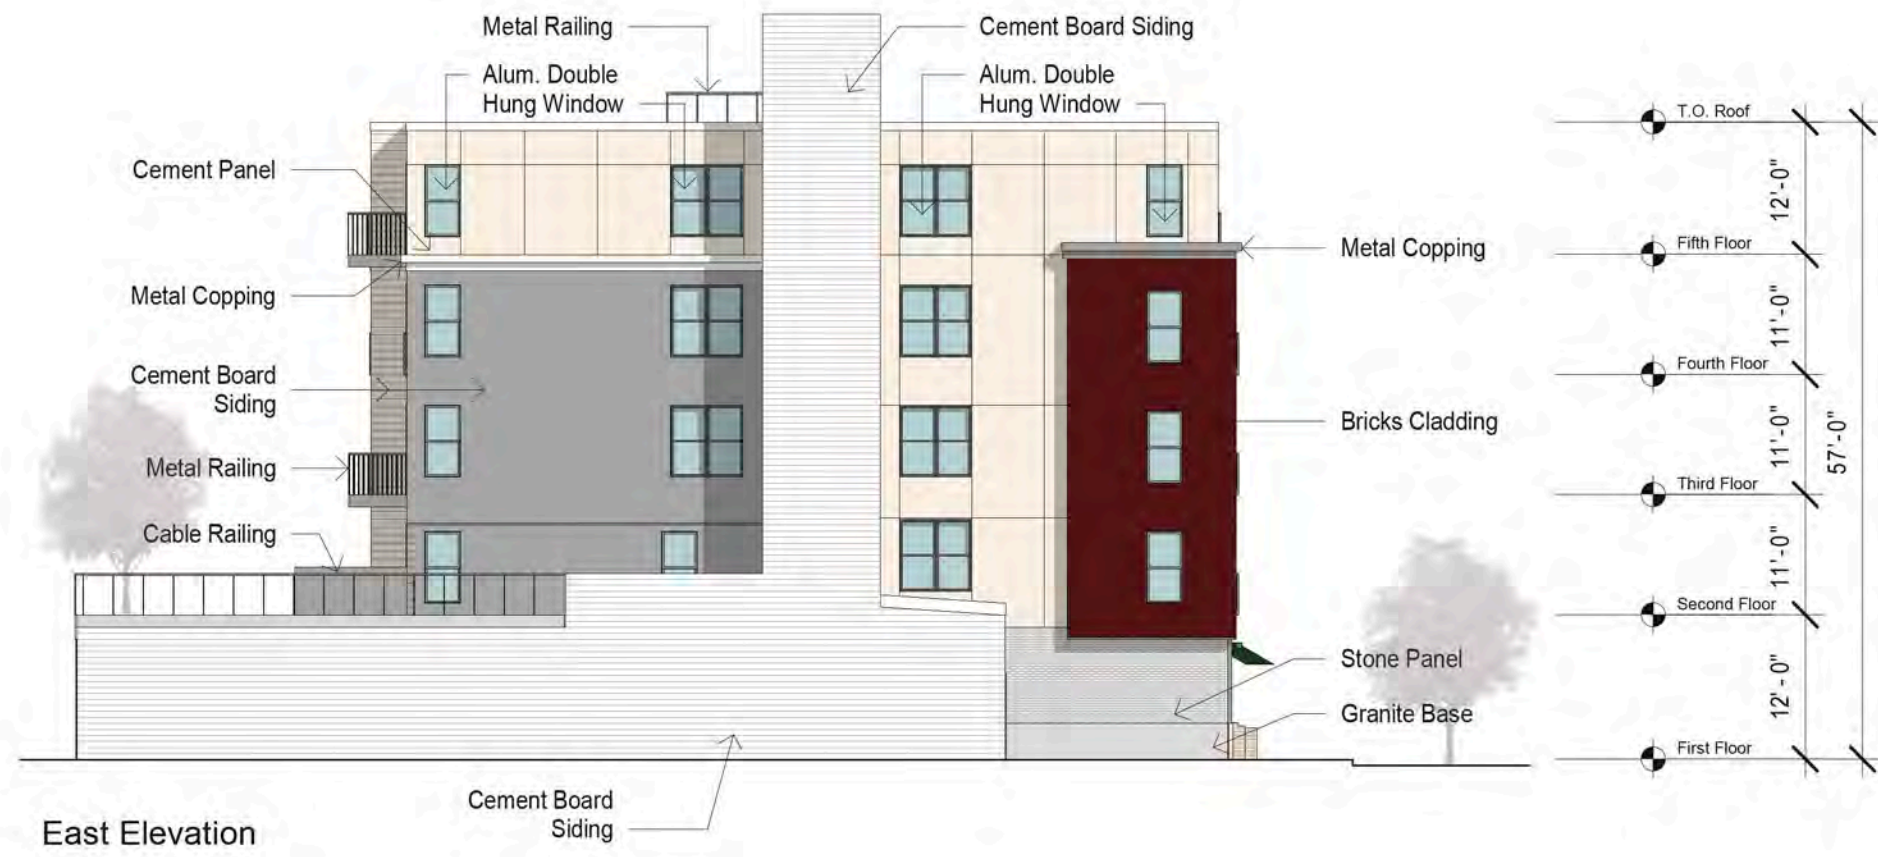 Metal Railing
Cement Board Siding
Alum. Double
Hung Window
Alum. Double
Hung Window
T.O. Roof
Cement Panel
12'-0"
Fifth Floor
Metal Copping
Metal Copping
11'-0"
Fourth Floor
Cement Board
Siding
Bricks Cladding
11'-0"
57'-0"
Metal Railing
Third Floor
Cable Railing
11'-0"
Second Floor
Stone Panel
12'-0"
Granite Base
First Floor
Cement Board
Siding
East Elevation